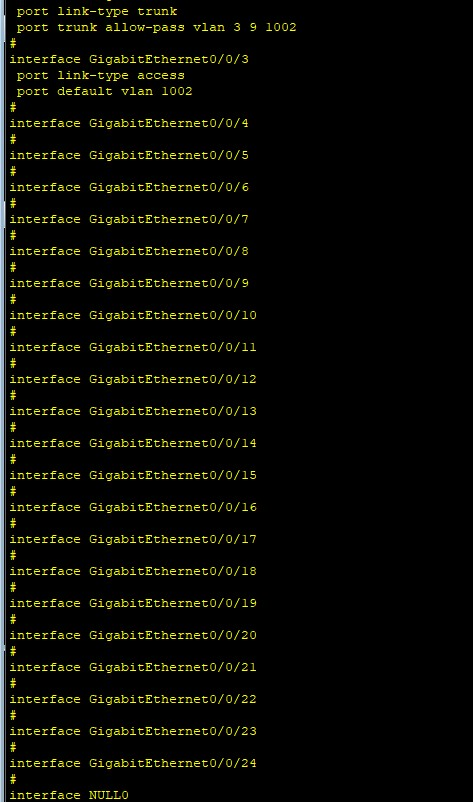 port link-type trunk
port trunk allow-pass vlan 3 9 1002
#
interface GigabitEthernet0/0/3
port link-type access
port default vlan 1002
#
interface GigabitEthernet0/0/4
#
interface GigabitEthernet0/0/5
#
interface GigabitEthernet0/0/6
#
interface GigabitEthernet0/0/7
#
interface GigabitEthernet0/0/8
#
interface GigabitEthernet0/0/9
#
interface GigabitEthernet0/0/10
#
interface GigabitEthernet0/0/11
#
interface GigabitEthernet0/0/12
#
interface GigabitEthernet0/0/13
#
interface GigabitEthernet0/0/14
#
interface GigabitEthernet0/0/15
#
interface GigabitEthernet0/0/16
#
interface GigabitEthernet0/0/17
#
interface GigabitEthernet0/0/18
#
interface GigabitEthernet0/0/19
#
interface GigabitEthernet0/0/20
#
interface GigabitEthernet0/0/21
#
interface GigabitEthernet0/0/22
#
interface GigabitEthernet0/0/23
#
interface GigabitEthernet0/0/24
#
interface NULL0